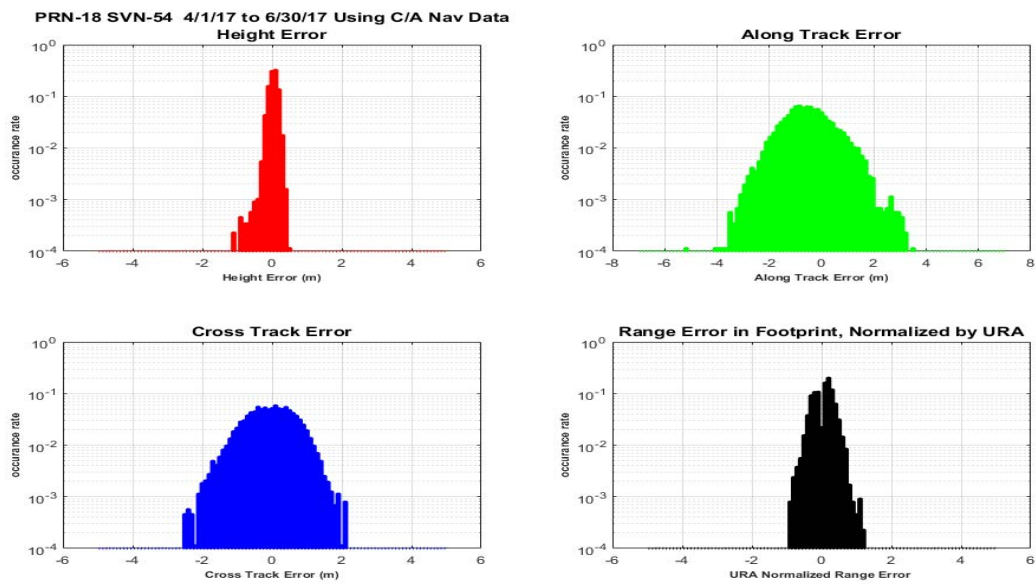 PRN-18 SVN-54 4/1/17 to 6/30/17 Using C/A Nav Data
Height Error
10^0
10^-1
10^-2
10^-3
10^-4
occurance rate
-6 -4 -2 0 2 4 6
Height Error (m)
Along Track Error
10^0
10^-1
10^-2
10^-3
10^-4
occurance rate
-8 -6 -4 -2 0 2 4 6 8
Along Track Error (m)
Cross Track Error
10^0
10^-1
10^-2
10^-3
10^-4
occurance rate
-6 -4 -2 0 2 4 6
Cross Track Error (m)
Range Error in Footprint, Normalized by URA
10^0
10^-1
10^-2
10^-3
10^-4
occurance rate
-6 -4 -2 0 2 4 6
URA Normalized Range Error